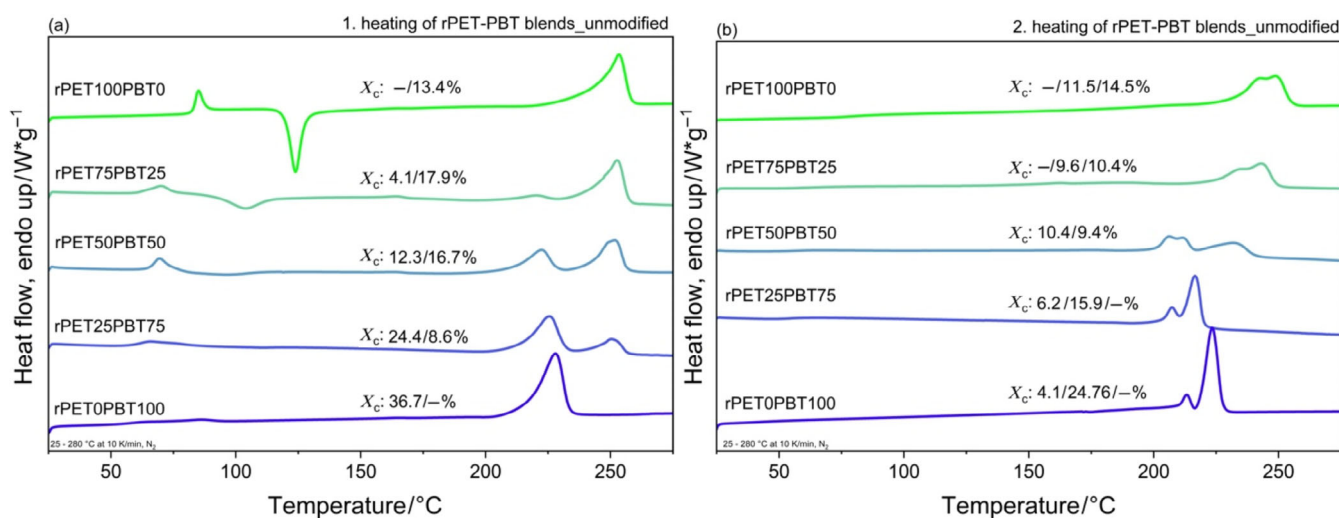 (a)
1. heating of rPET-PBT blends_unmodified
Heat flow, endo up/W*g⁻¹
rPET100PBT0
Xc: –/13.4%
rPET75PBT25
Xc: 4.1/17.9%
rPET50PBT50
Xc: 12.3/16.7%
rPET25PBT75
Xc: 24.4/8.6%
rPET0PBT100
Xc: 36.7/–%
25 - 280 °C at 10 K/min, N₂
50 100 150 200 250
Temperature/°C
(b)
2. heating of rPET-PBT blends_unmodified
Heat flow, endo up/W*g⁻¹
rPET100PBT0
Xc: –/11.5/14.5%
rPET75PBT25
Xc: –/9.6/10.4%
rPET50PBT50
Xc: 10.4/9.4%
rPET25PBT75
Xc: 6.2/15.9/–%
rPET0PBT100
Xc: 4.1/24.76/–%
25 - 280 °C at 10 K/min, N₂
50 100 150 200 250
Temperature/°C